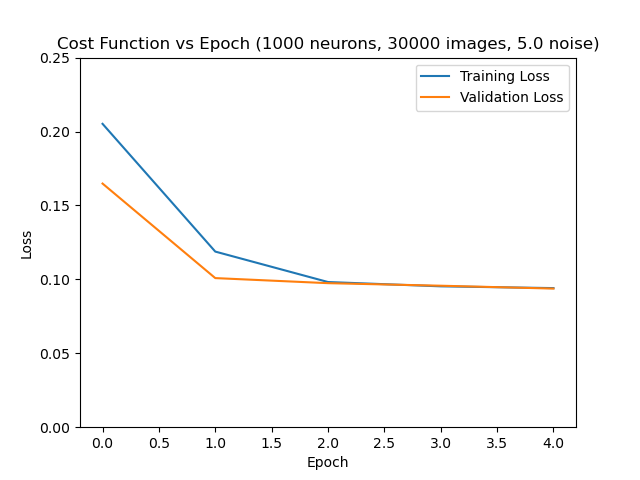 Cost Function vs Epoch (1000 neurons, 30000 images, 5.0 noise)
Training Loss
Validation Loss
Loss
0.25
0.20
0.15
0.10
0.05
0.00
0.0 0.5 1.0 1.5 2.0 2.5 3.0 3.5 4.0
Epoch